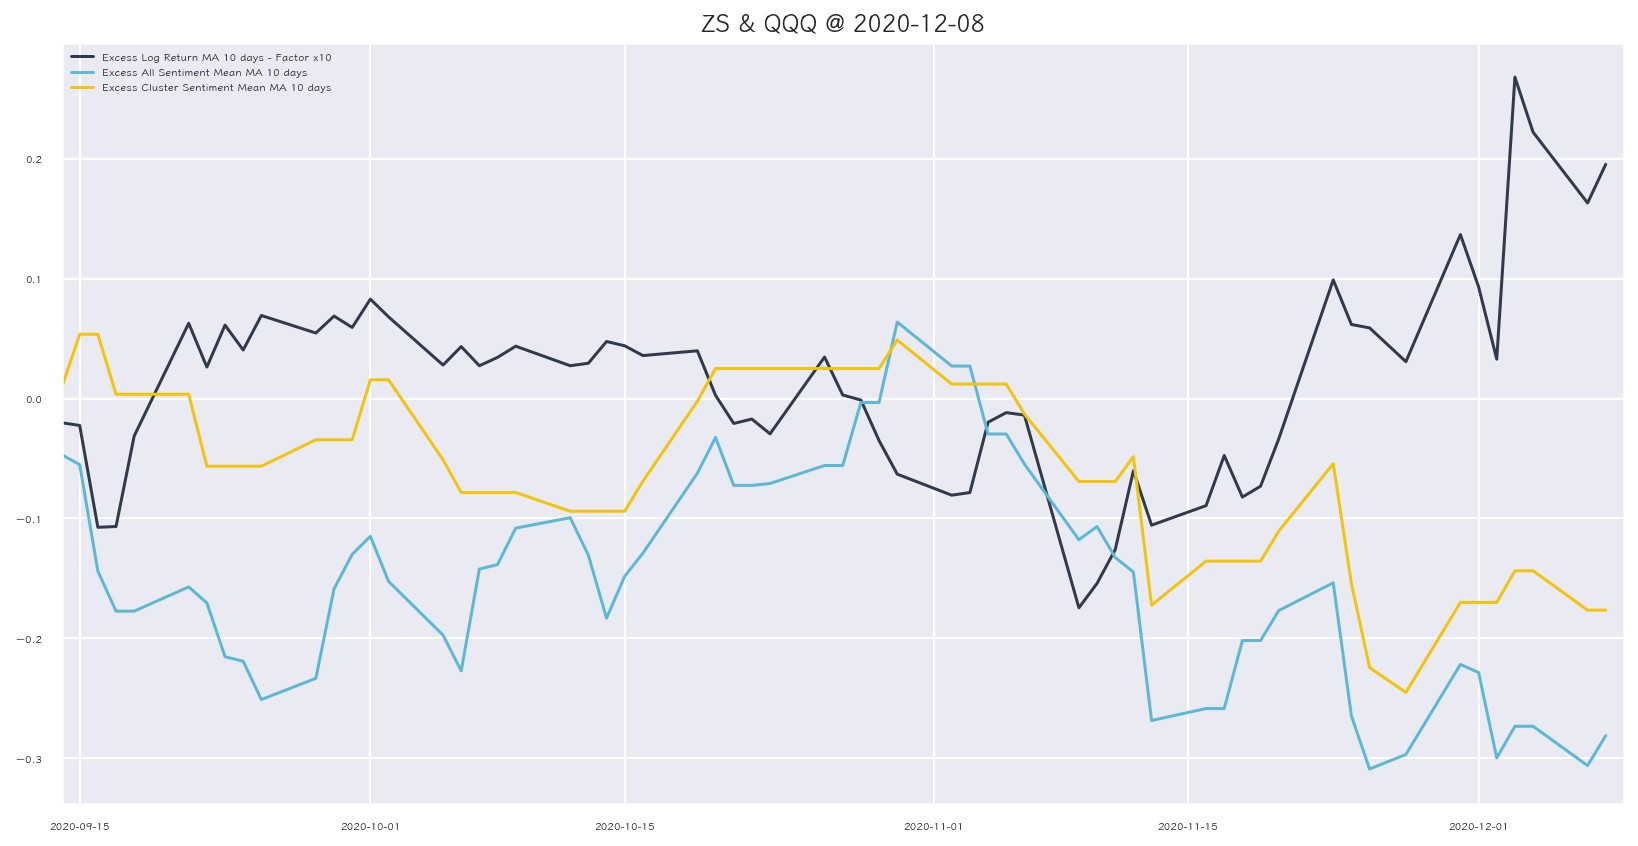 ZS & QQQ @ 2020-12-08
Excess Log Return MA 10 days - Factor x10
Excess All Sentiment Mean MA 10 days
Excess Cluster Sentiment Mean MA 10 days
0.2
0.1
0.0
−0.1
−0.2
−0.3
2020-09-15 2020-10-01 2020-10-15 2020-11-01 2020-11-15 2020-12-01